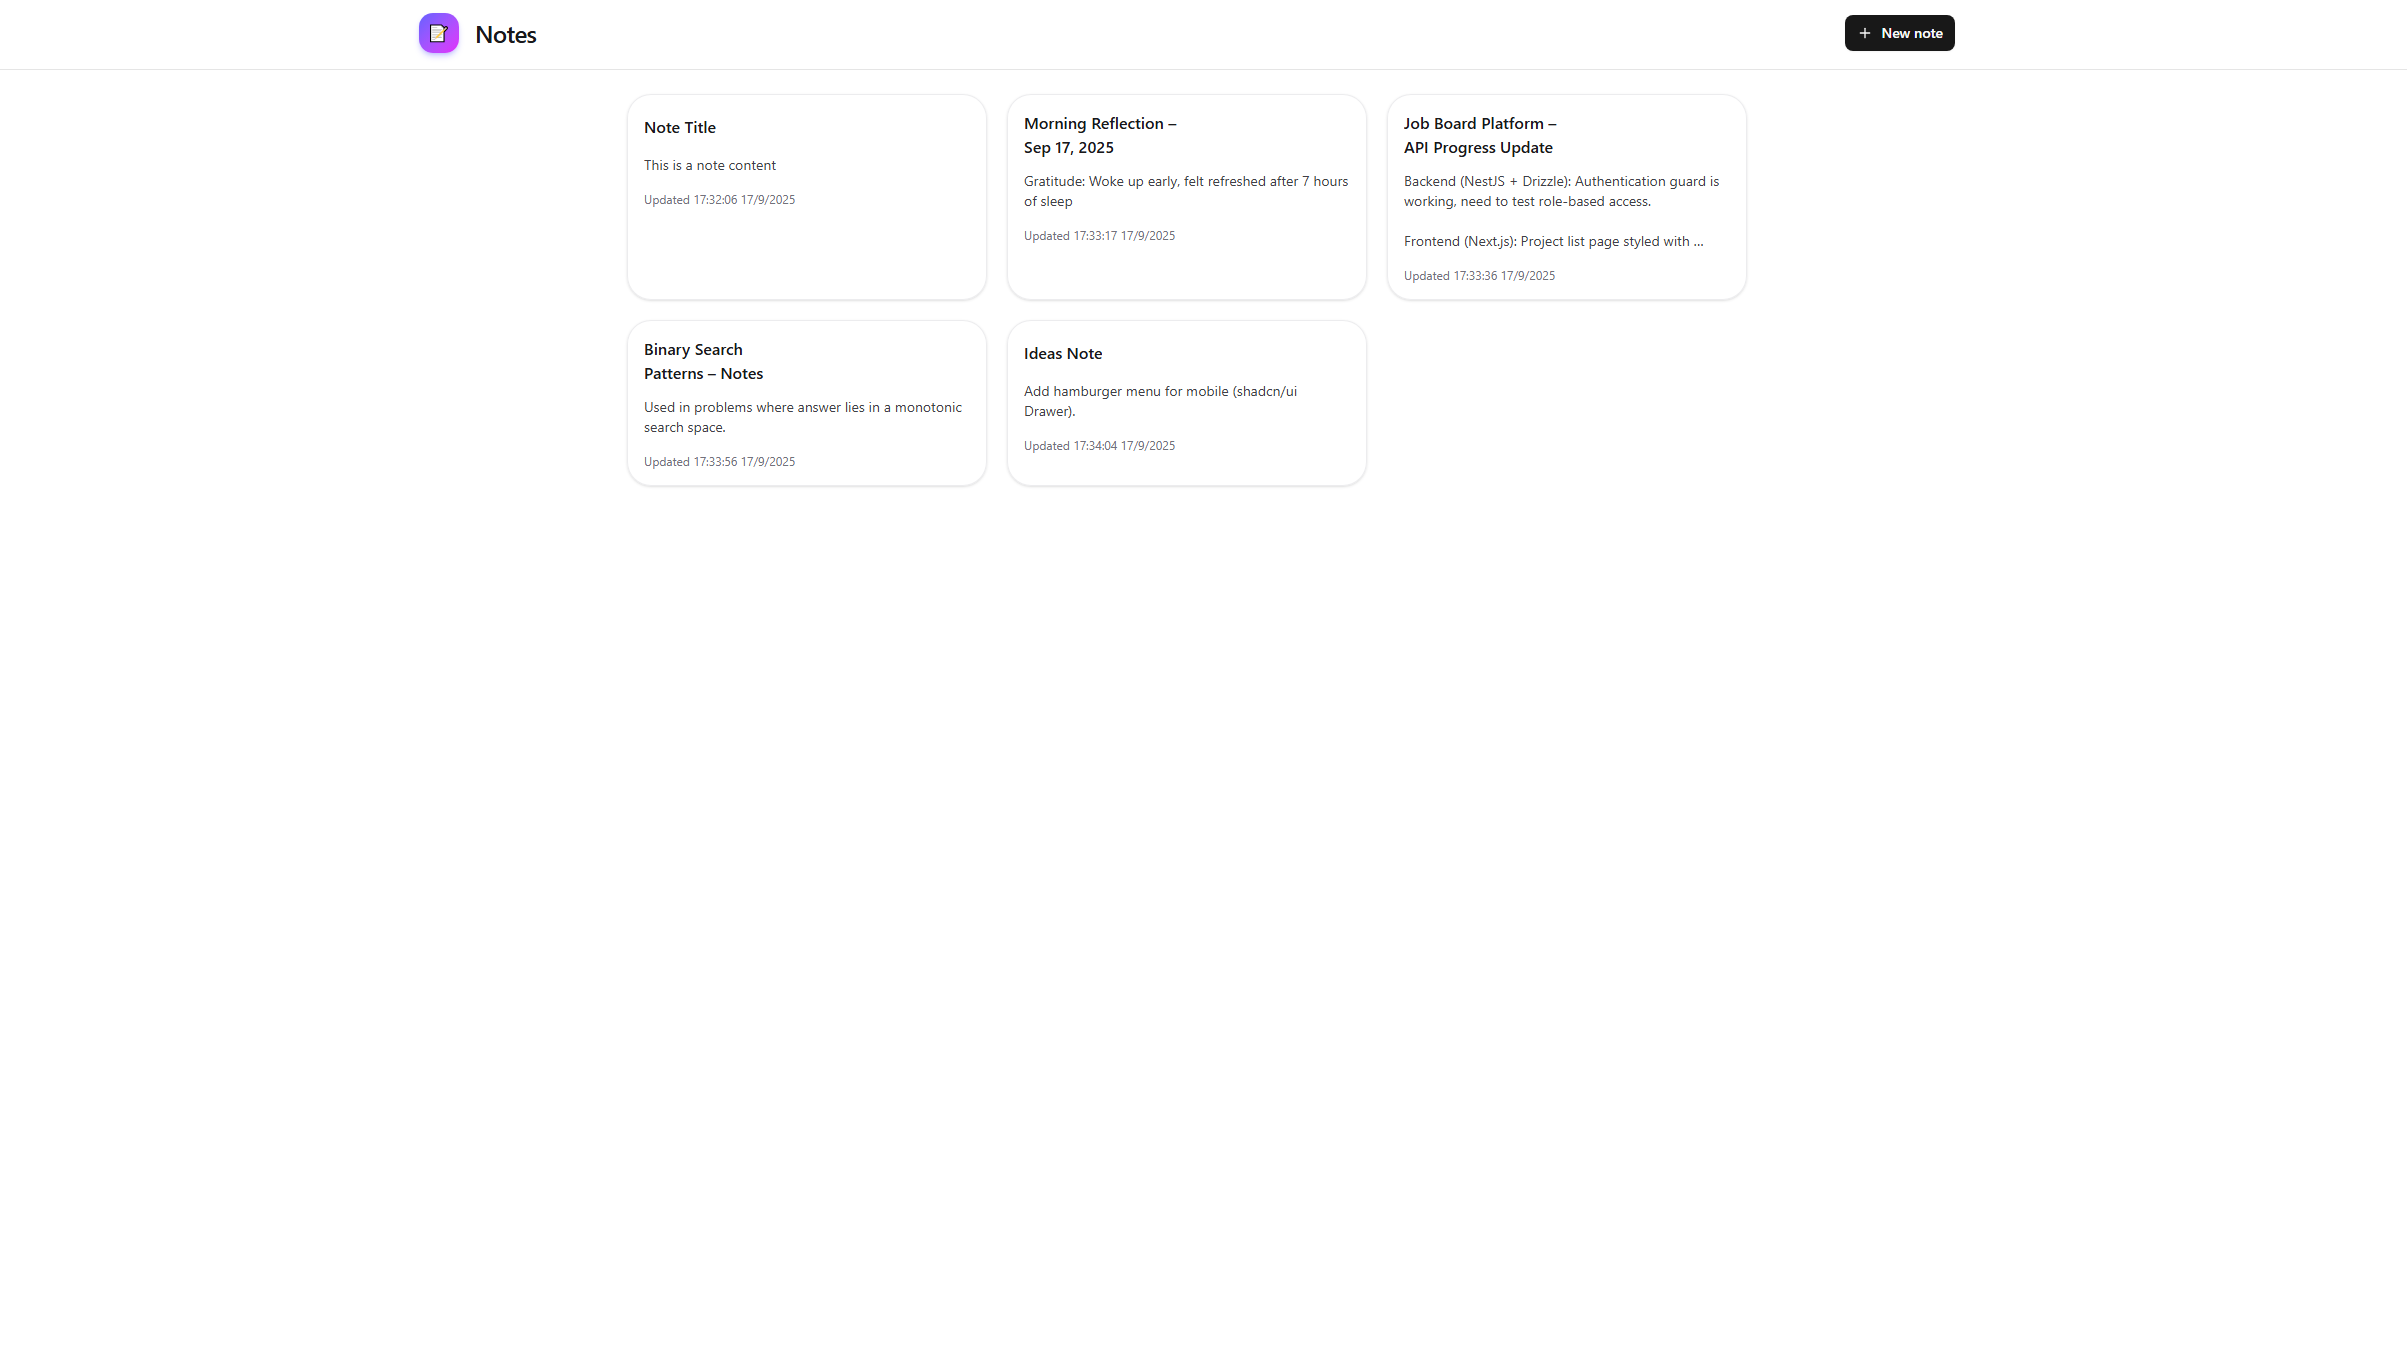 Notes
New note
Note Title
This is a note content
Updated 17:32:06 17/9/2025
Morning Reflection –
Sep 17, 2025
Gratitude: Woke up early, felt refreshed after 7 hours
of sleep
Updated 17:33:17 17/9/2025
Job Board Platform –
API Progress Update
Backend (NestJS + Drizzle): Authentication guard is
working, need to test role-based access.
Frontend (Next.js): Project list page styled with ...
Updated 17:33:36 17/9/2025
Binary Search
Patterns – Notes
Used in problems where answer lies in a monotonic
search space.
Updated 17:33:56 17/9/2025
Ideas Note
Add hamburger menu for mobile (shadcn/ui
Drawer).
Updated 17:34:04 17/9/2025